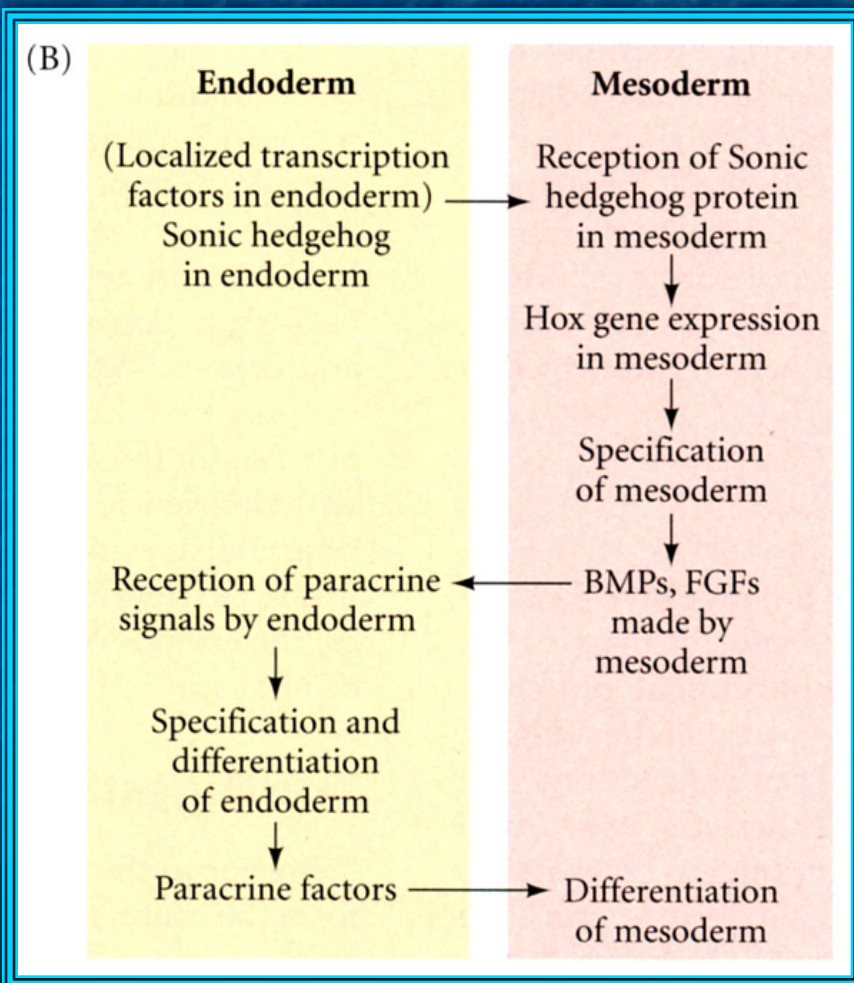 (B)
Endoderm
(Localized transcription
factors in endoderm)
Sonic hedgehog
in endoderm
Reception of paracrine
signals by endoderm
Specification and
differentiation
of endoderm
Paracrine factors
Mesoderm
Reception of Sonic
hedgehog protein
in mesoderm
Hox gene expression
in mesoderm
Specification
of mesoderm
BMPs, FGFs
made by
mesoderm
Differentiation
of mesoderm